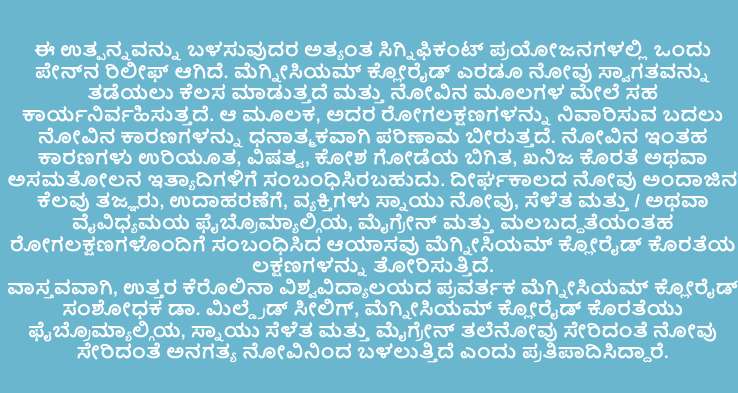 ಈ ಉತ್ಪನ್ನವನ್ನು ಬಳಸುವುದರ ಅತ್ಯಂತ ಸಿಗ್ನಿಫಿಕಂಟ್ ಪ್ರಯೋಜನಗಳಲ್ಲಿ ಒಂದು
ಪೇನ್‌ನ ರಿಲೀಫ್ ಆಗಿದೆ. ಮೆಗ್ನೀಸಿಯಮ್ ಕ್ಲೋರೈಡ್ ಎರಡೂ ನೋವು ಸ್ವಾಗತವನ್ನು
ತಡೆಯಲು ಕೆಲಸ ಮಾಡುತ್ತದೆ ಮತ್ತು ನೋವಿನ ಮೂಲಗಳ ಮೇಲೆ ಸಹ
ಕಾರ್ಯನಿರ್ವಹಿಸುತ್ತದೆ. ಆ ಮೂಲಕ, ಅದರ ರೋಗಲಕ್ಷಣಗಳನ್ನು ನಿವಾರಿಸುವ ಬದಲು
ನೋವಿನ ಕಾರಣಗಳನ್ನು ಧನಾತ್ಮಕವಾಗಿ ಪರಿಣಾಮ ಬೀರುತ್ತದೆ. ನೋವಿನ ಇಂತಹ
ಕಾರಣಗಳು ಉರಿಯೂತ, ವಿಷತ್ವ, ಕೋಶ ಗೋಡೆಯ ಬಿಗಿತ, ಖನಿಜ ಕೊರತೆ ಅಥವಾ
ಅಸಮತೋಲನ ಇತ್ಯಾದಿಗಳಿಗೆ ಸಂಬಂಧಿಸಿರಬಹುದು. ದೀರ್ಘಕಾಲದ ನೋವು ಅಂದಾಜಿನ
ಕೆಲವು ತಜ್ಞರು, ಉದಾಹರಣೆಗೆ, ವ್ಯಕ್ತಿಗಳು ಸ್ನಾಯು ನೋವು, ಸೆಳೆತ ಮತ್ತು / ಅಥವಾ
ವೈವಿಧ್ಯಮಯ ಫೈಬ್ರೊಮ್ಯಾಲ್ಗಿಯ, ಮೈಗ್ರೇನ್ ಮತ್ತು ಮಲಬದ್ಧತೆಯಂತಹ
ರೋಗಲಕ್ಷಣಗಳೊಂದಿಗೆ ಸಂಬಂಧಿಸಿದ ಆಯಾಸವು ಮೆಗ್ನೀಸಿಯಮ್ ಕ್ಲೋರೈಡ್ ಕೊರತೆಯ
ಲಕ್ಷಣಗಳನ್ನು ತೋರಿಸುತ್ತಿದೆ.
ವಾಸ್ತವವಾಗಿ, ಉತ್ತರ ಕೆರೊಲಿನಾ ವಿಶ್ವವಿದ್ಯಾಲಯದ ಪ್ರವರ್ತಕ ಮೆಗ್ನೀಸಿಯಮ್ ಕ್ಲೋರೈಡ್
ಸಂಶೋಧಕ ಡಾ. ಮಿಲ್ಡ್ರೆಡ್ ಸೀಲಿಗ್, ಮೆಗ್ನೀಸಿಯಮ್ ಕ್ಲೋರೈಡ್ ಕೊರತೆಯು
ಫೈಬ್ರೊಮ್ಯಾಲ್ಗಿಯ, ಸ್ನಾಯು ಸೆಳೆತ ಮತ್ತು ಮೈಗ್ರೇನ್ ತಲೆನೋವು ಸೇರಿದಂತೆ ನೋವು
ಸೇರಿದಂತೆ ಅನಗತ್ಯ ನೋವಿನಿಂದ ಬಳಲುತ್ತಿದೆ ಎಂದು ಪ್ರತಿಪಾದಿಸಿದ್ದಾರೆ.